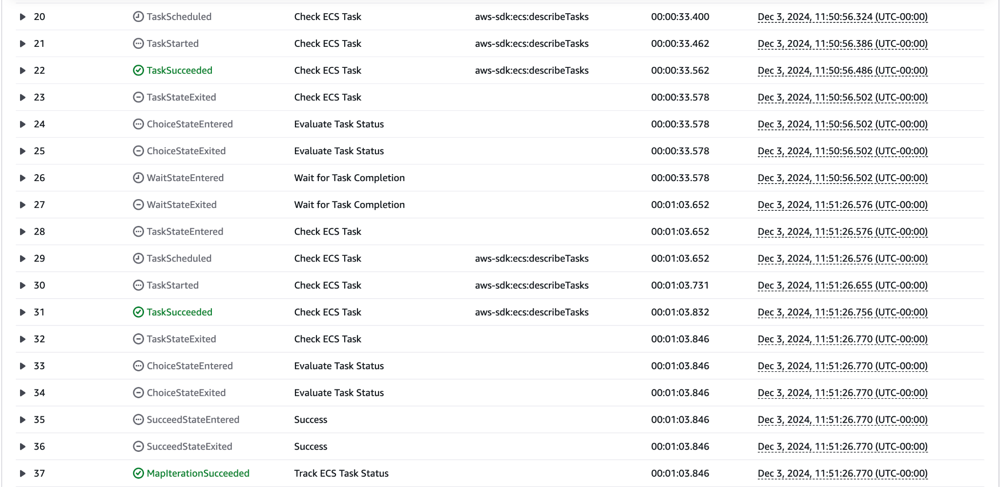 20 TaskScheduled Check ECS Task aws-sdk:ecs:describeTasks 00:00:33.400 Dec 3, 2024, 11:50:56.324 (UTC-00:00)
21 TaskStarted Check ECS Task aws-sdk:ecs:describeTasks 00:00:33.462 Dec 3, 2024, 11:50:56.386 (UTC-00:00)
22 TaskSucceeded Check ECS Task aws-sdk:ecs:describeTasks 00:00:33.562 Dec 3, 2024, 11:50:56.486 (UTC-00:00)
23 TaskStateExited Check ECS Task 00:00:33.578 Dec 3, 2024, 11:50:56.502 (UTC-00:00)
24 ChoiceStateEntered Evaluate Task Status 00:00:33.578 Dec 3, 2024, 11:50:56.502 (UTC-00:00)
25 ChoiceStateExited Evaluate Task Status 00:00:33.578 Dec 3, 2024, 11:50:56.502 (UTC-00:00)
26 WaitStateEntered Wait for Task Completion 00:00:33.578 Dec 3, 2024, 11:50:56.502 (UTC-00:00)
27 WaitStateExited Wait for Task Completion 00:01:03.652 Dec 3, 2024, 11:51:26.576 (UTC-00:00)
28 TaskStateEntered Check ECS Task 00:01:03.652 Dec 3, 2024, 11:51:26.576 (UTC-00:00)
29 TaskScheduled Check ECS Task aws-sdk:ecs:describeTasks 00:01:03.652 Dec 3, 2024, 11:51:26.576 (UTC-00:00)
30 TaskStarted Check ECS Task aws-sdk:ecs:describeTasks 00:01:03.731 Dec 3, 2024, 11:51:26.655 (UTC-00:00)
31 TaskSucceeded Check ECS Task aws-sdk:ecs:describeTasks 00:01:03.832 Dec 3, 2024, 11:51:26.756 (UTC-00:00)
32 TaskStateExited Check ECS Task 00:01:03.846 Dec 3, 2024, 11:51:26.770 (UTC-00:00)
33 ChoiceStateEntered Evaluate Task Status 00:01:03.846 Dec 3, 2024, 11:51:26.770 (UTC-00:00)
34 ChoiceStateExited Evaluate Task Status 00:01:03.846 Dec 3, 2024, 11:51:26.770 (UTC-00:00)
35 SucceedStateEntered Success 00:01:03.846 Dec 3, 2024, 11:51:26.770 (UTC-00:00)
36 SucceedStateExited Success 00:01:03.846 Dec 3, 2024, 11:51:26.770 (UTC-00:00)
37 MapIterationSucceeded Track ECS Task Status 00:01:03.846 Dec 3, 2024, 11:51:26.770 (UTC-00:00)